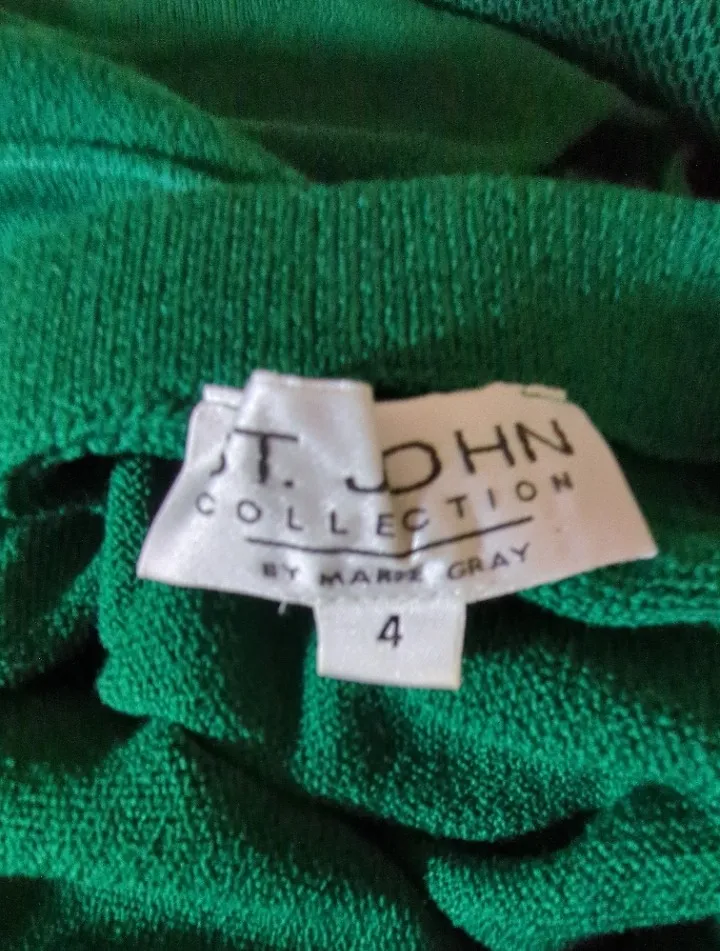 ST. JOHN
COLLECTION
BY MARIE GRAY
4